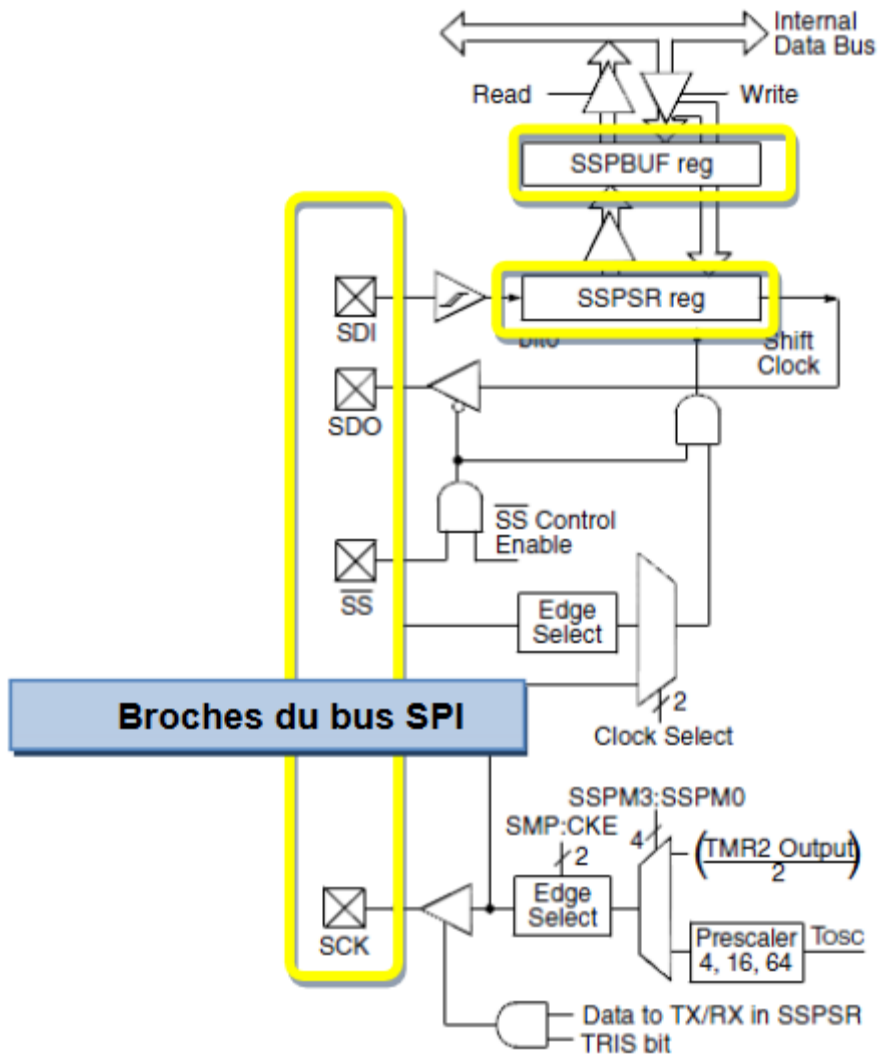 Internal
Data Bus
Read
Write
SSPBUF reg
SSPSR reg
SDI
bit0
Shift
Clock
SDO
SS Control
Enable
SS
Edge
Select
2
Clock Select
Broches du bus SPI
SSPM3:SSPM0
SMP:CKE
4
2
(TMR2 Output)
2
Edge
Select
SCK
Prescaler
4, 16, 64
TOSC
Data to TX/RX in SSPSR
TRIS bit